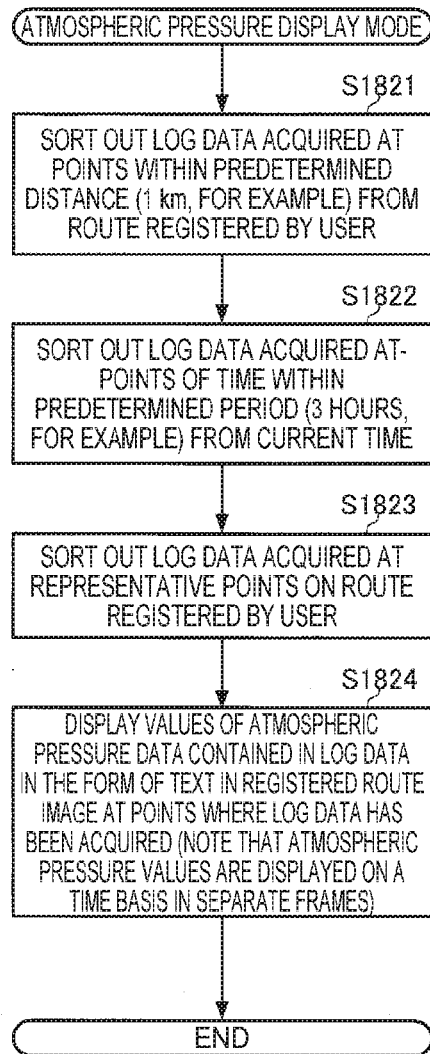 ATMOSPHERIC PRESSURE DISPLAY MODE
S1821
SORT OUT LOG DATA ACQUIRED AT
POINTS WITHIN PREDETERMINED
DISTANCE (1 km, FOR EXAMPLE) FROM
ROUTE REGISTERED BY USER
S1822
SORT OUT LOG DATA ACQUIRED AT-
POINTS OF TIME WITHIN
PREDETERMINED PERIOD (3 HOURS,
FOR EXAMPLE) FROM CURRENT TIME
S1823
SORT OUT LOG DATA ACQUIRED AT
REPRESENTATIVE POINTS ON ROUTE
REGISTERED BY USER
S1824
DISPLAY VALUES OF ATMOSPHERIC
PRESSURE DATA CONTAINED IN LOG DATA
IN THE FORM OF TEXT IN REGISTERED ROUTE
IMAGE AT POINTS WHERE LOG DATA HAS
BEEN ACQUIRED (NOTE THAT ATMOSPHERIC
PRESSURE VALUES ARE DISPLAYED ON A
TIME BASIS IN SEPARATE FRAMES)
END